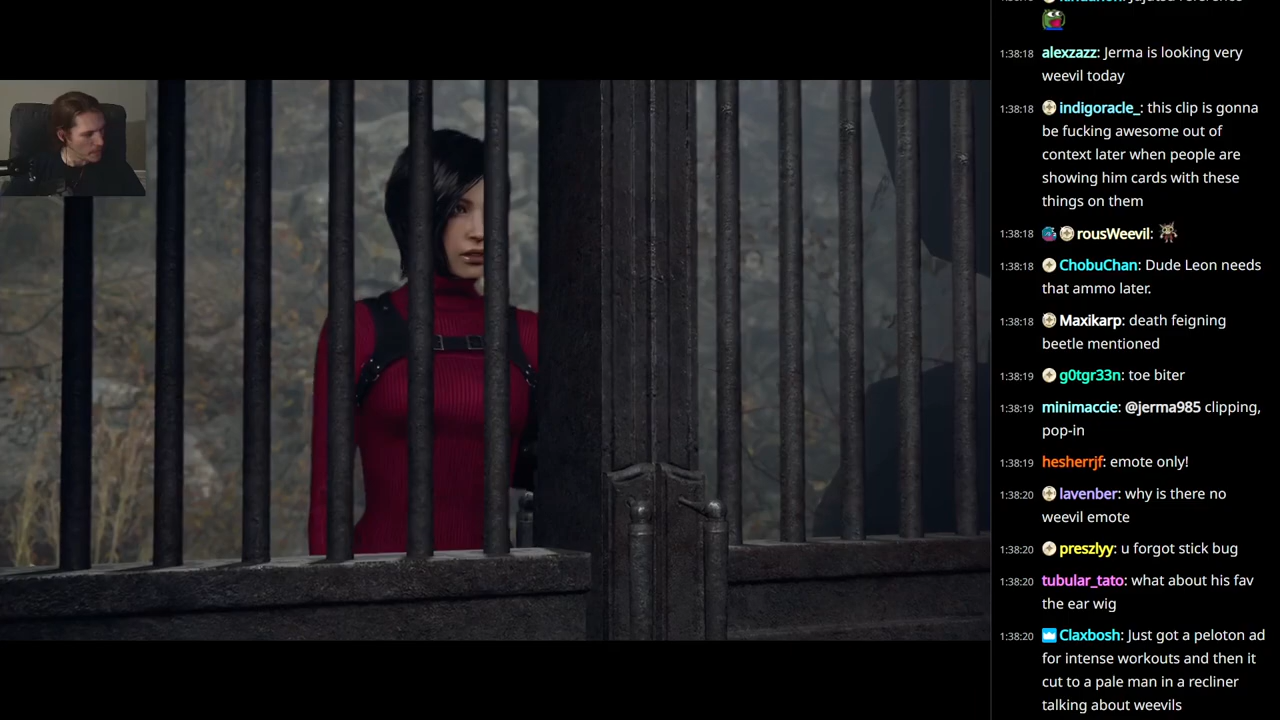 1:38:18 alexzazz: Jerma is looking very
weevil today
1:38:18 indigoracle_: this clip is gonna
be fucking awesome out of
context later when people are
showing him cards with these
things on them
1:38:18 rousWeevil:
1:38:18 ChobuChan: Dude Leon needs
that ammo later.
1:38:18 Maxikarp: death feigning
beetle mentioned
1:38:19 g0tgr33n: toe biter
1:38:19 minimaccie: @jerma985 clipping,
pop-in
1:38:19 hesherrjf: emote only!
1:38:20 lavenber: why is there no
weevil emote
1:38:20 preszlyy: u forgot stick bug
1:38:20 tubular_tato: what about his fav
the ear wig
1:38:20 Claxbosh: Just got a peloton ad
for intense workouts and then it
cut to a pale man in a recliner
talking about weevils